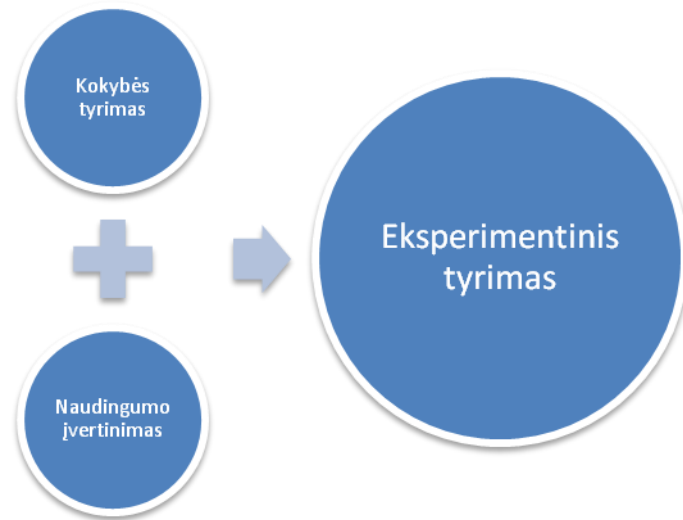 Kokybės
tyrimas
Naudingumo
įvertinimas
Eksperimentinis
tyrimas